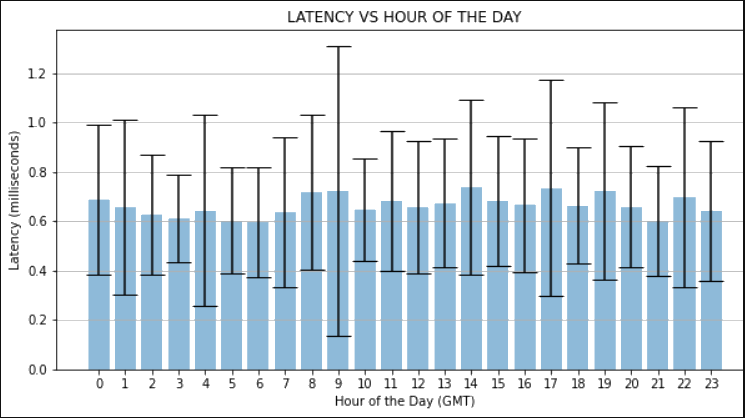 LATENCY VS HOUR OF THE DAY
1.2
1.0
0.8
0.6
0.4
0.2
0.0
Latency (milliseconds)
0 1 2 3 4 5 6 7 8 9 10 11 12 13 14 15 16 17 18 19 20 21 22 23
Hour of the Day (GMT)